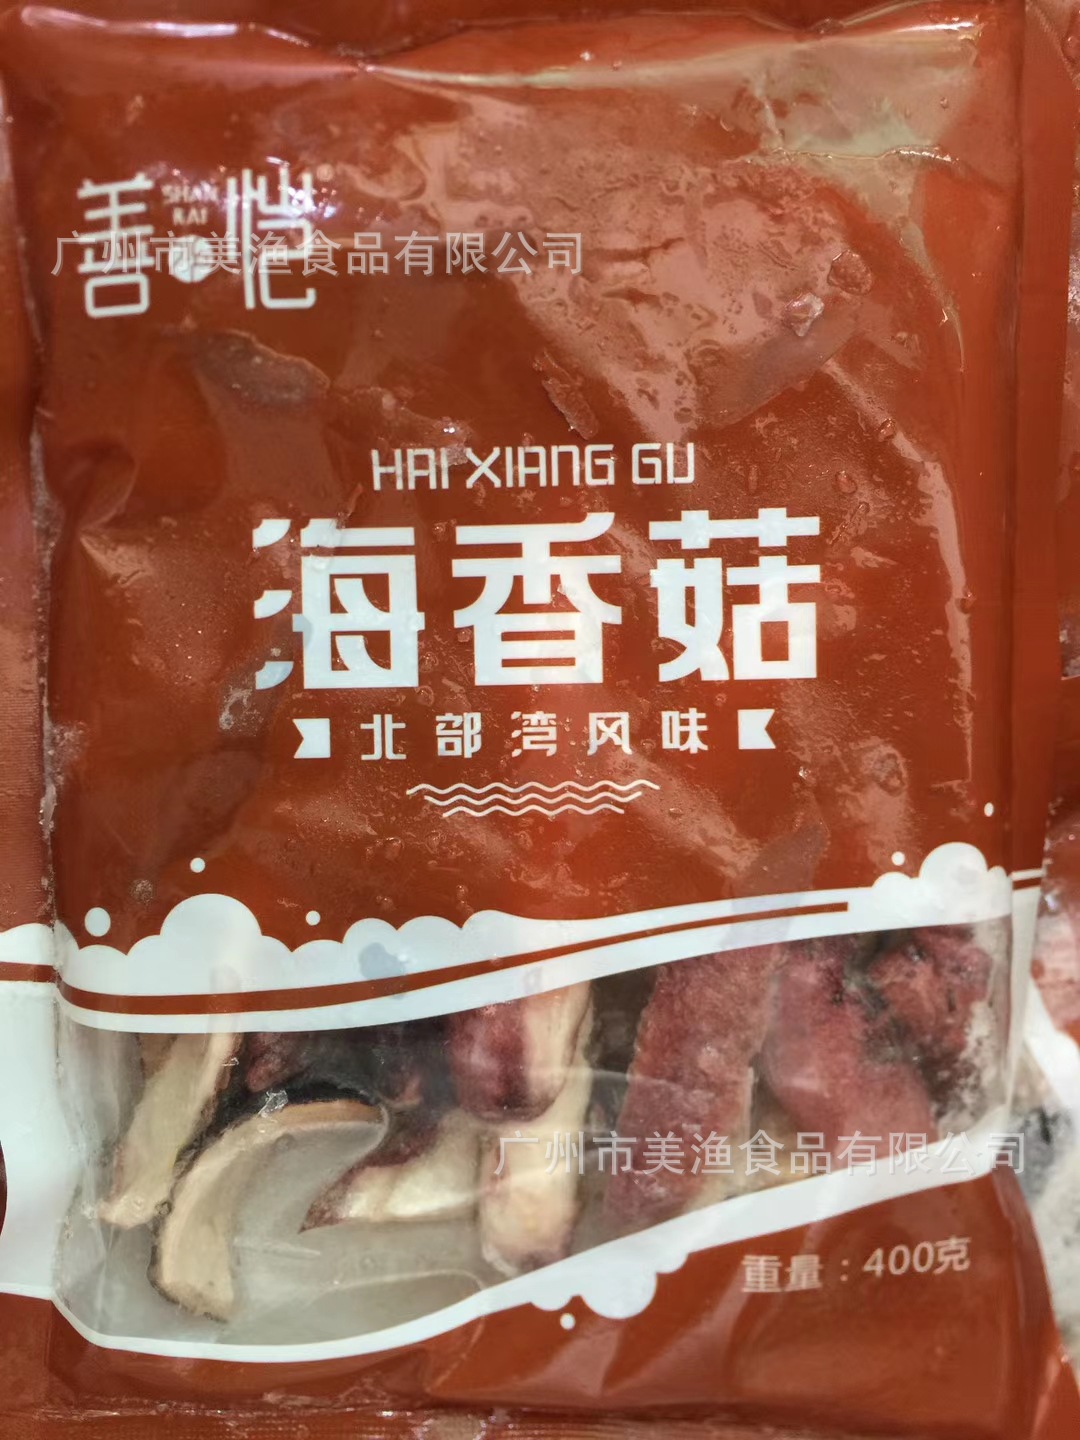 善恺®
SHAN
KAI
广州市美渔食品有限公司
HAI XIANG GU
海香菇
北部湾风味
广州市美渔食品有限公司
重量：400克